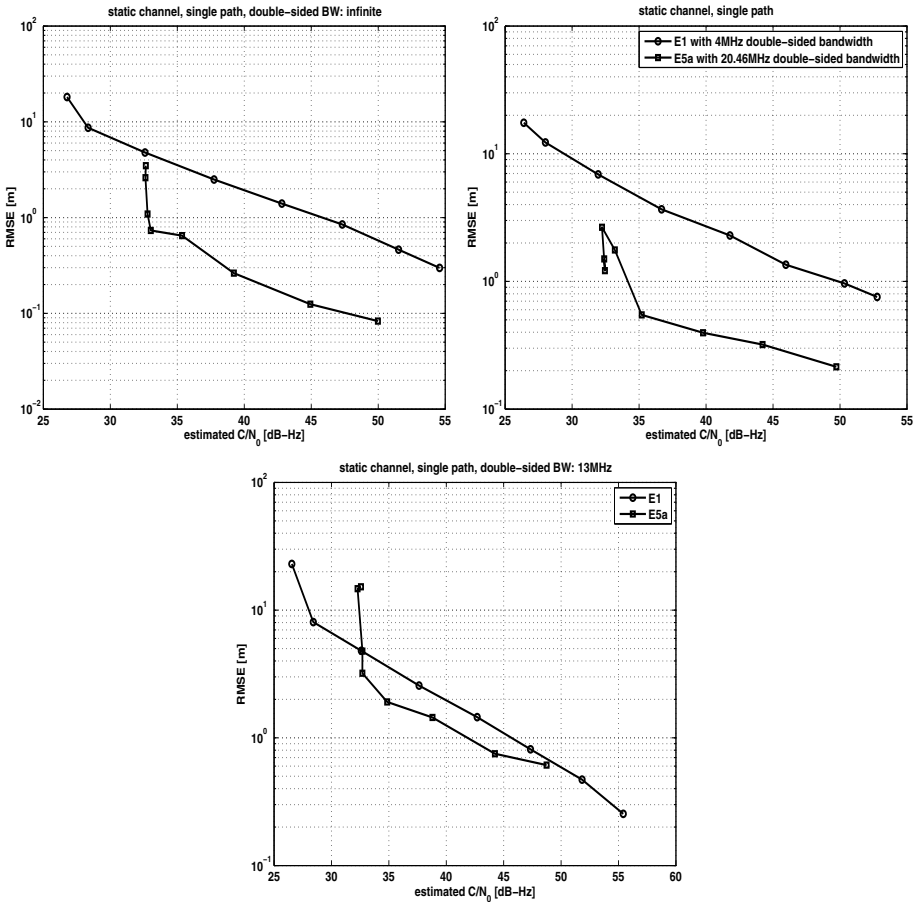 static channel, single path, double−sided BW: infinite
10^2
10^1
10^0
10^−1
10^−2
RMSE [m]
25 30 35 40 45 50 55
estimated C/N_0 [dB−Hz]
static channel, single path
E1 with 4MHz double−sided bandwidth
E5a with 20.46MHz double−sided bandwidth
10^2
10^1
10^0
10^−1
RMSE [m]
25 30 35 40 45 50 55
estimated C/N_0 [dB−Hz]
static channel, single path, double−sided BW: 13MHz
E1
E5a
10^2
10^1
10^0
10^−1
RMSE [m]
25 30 35 40 45 50 55 60
estimated C/N_0 [dB−Hz]